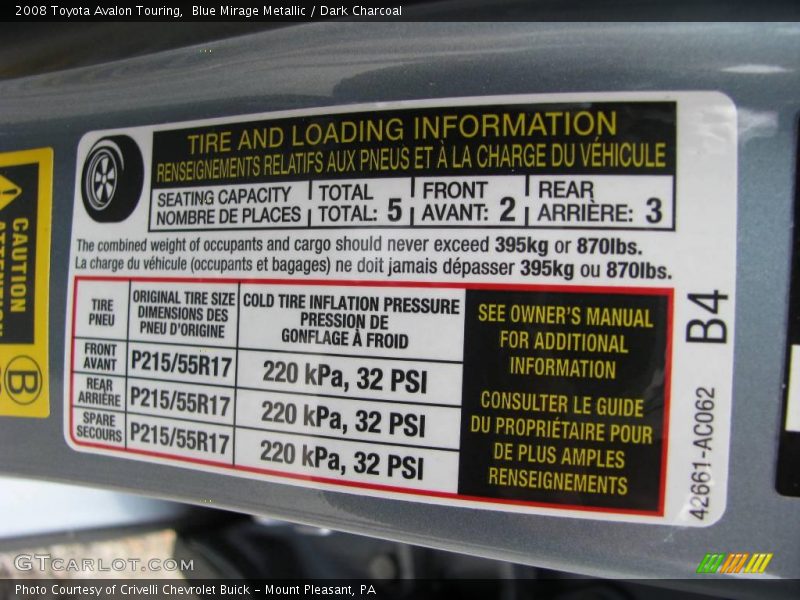 2008 Toyota Avalon Touring,  Blue Mirage Metallic / Dark Charcoal
CAUTION
ATTENTION
B
TIRE AND LOADING INFORMATION
RENSEIGNEMENTS RELATIFS AUX PNEUS ET À LA CHARGE DU VÉHICULE
SEATING CAPACITY
NOMBRE DE PLACES
TOTAL
TOTAL: 5
FRONT
AVANT: 2
REAR
ARRIÈRE: 3
The combined weight of occupants and cargo should never exceed 395kg or 870lbs.
La charge du véhicule (occupants et bagages) ne doit jamais dépasser 395kg ou 870lbs.
TIRE
PNEU
ORIGINAL TIRE SIZE
DIMENSIONS DES
PNEU D'ORIGINE
COLD TIRE INFLATION PRESSURE
PRESSION DE
GONFLAGE À FROID
FRONT
AVANT
P215/55R17
220 kPa, 32 PSI
REAR
ARRIÈRE
P215/55R17
220 kPa, 32 PSI
SPARE
SECOURS
P215/55R17
220 kPa, 32 PSI
SEE OWNER'S MANUAL
FOR ADDITIONAL
INFORMATION
CONSULTER LE GUIDE
DU PROPRIÉTAIRE POUR
DE PLUS AMPLES
RENSEIGNEMENTS
B4
42661-AC062
GTCARLOT.COM
Photo Courtesy of Crivelli Chevrolet Buick - Mount Pleasant, PA